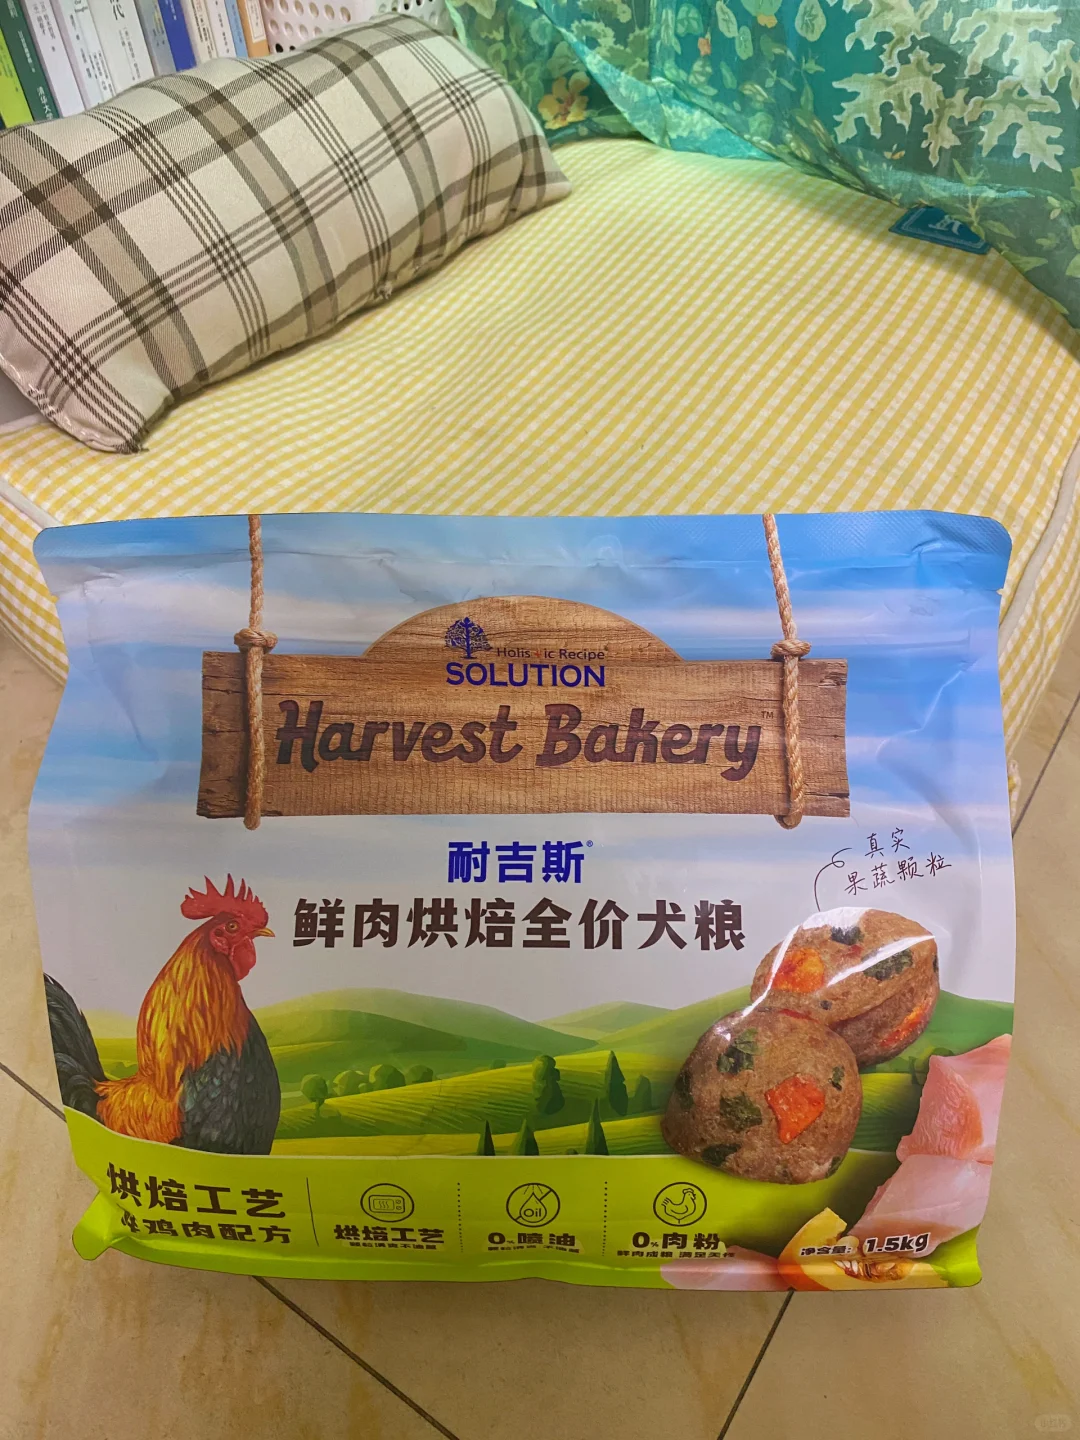 Holistic Recipe
SOLUTION
Harvest Bakery™
耐吉斯®
鲜肉烘焙全价犬粮
真实
果蔬颗粒
烘焙工艺
鸡肉配方
烘焙工艺
Oil
0%喷油
0%肉粉
净含量：1.5kg